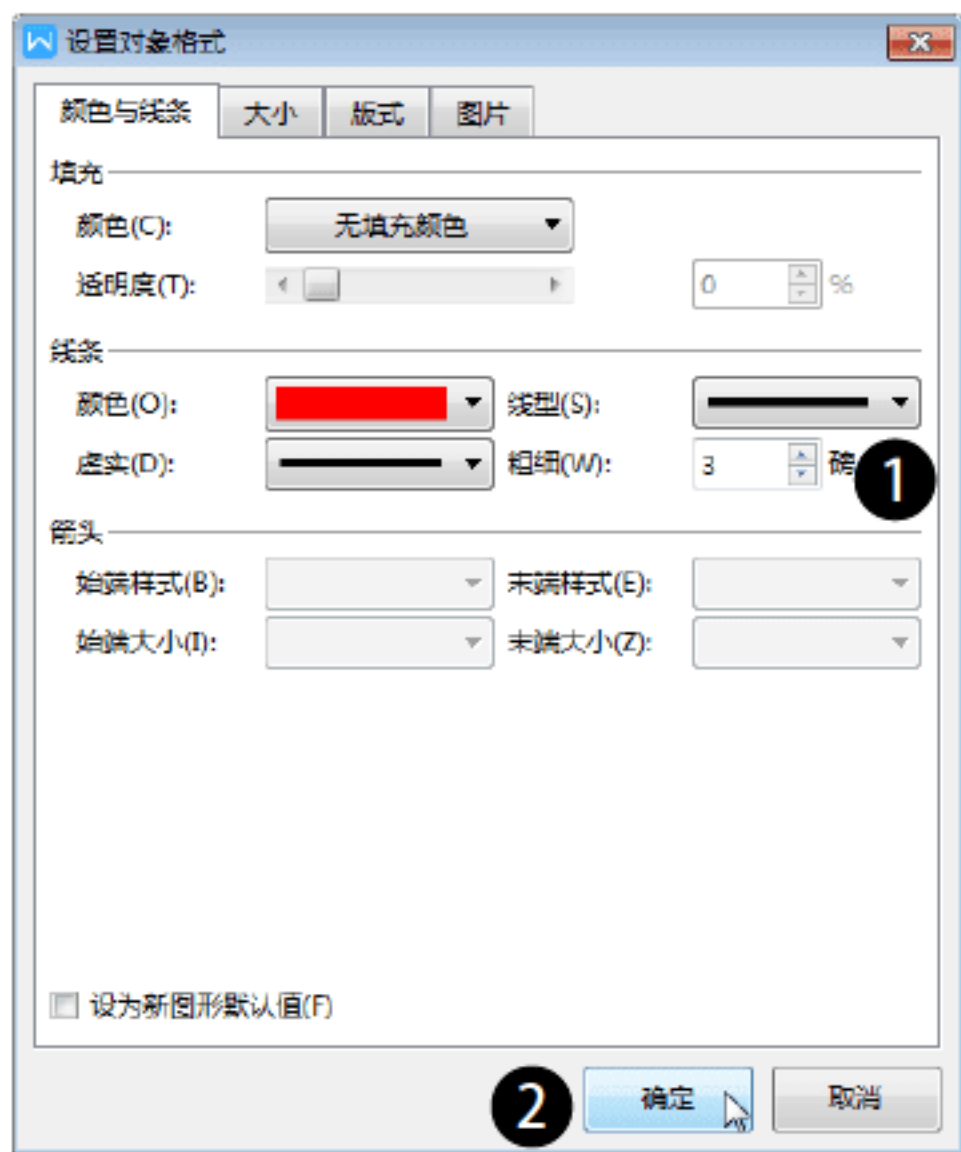 设置对象格式
颜色与线条 大小 版式 图片
填充
颜色(C): 无填充颜色
透明度(T): 0 %
线条
颜色(O): 线型(S):
虚实(D): 粗细(W): 3 磅 1
箭头
始端样式(B): 末端样式(E):
始端大小(I): 末端大小(Z):
设为新图形默认值(F)
2 确定 取消